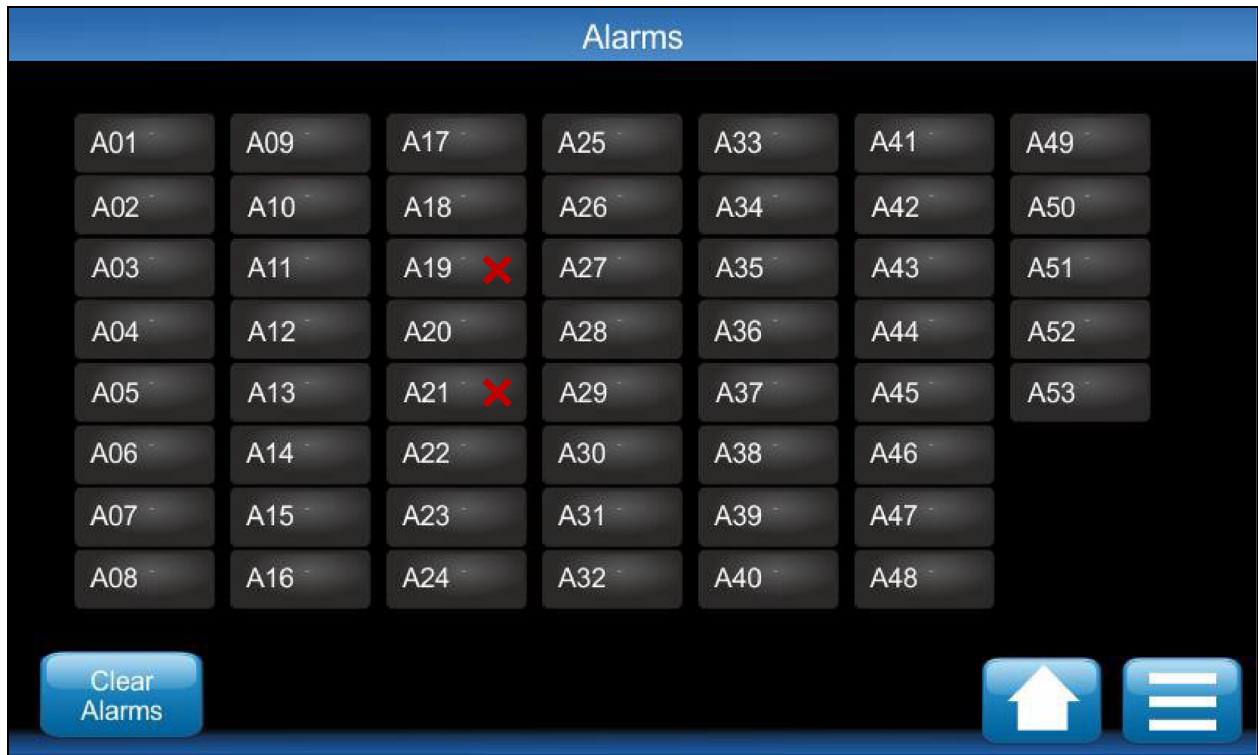 Alarms
A01 A09 A17 A25 A33 A41 A49
A02 A10 A18 A26 A34 A42 A50
A03 A11 A19 A27 A35 A43 A51
A04 A12 A20 A28 A36 A44 A52
A05 A13 A21 A29 A37 A45 A53
A06 A14 A22 A30 A38 A46
A07 A15 A23 A31 A39 A47
A08 A16 A24 A32 A40 A48
Clear
Alarms